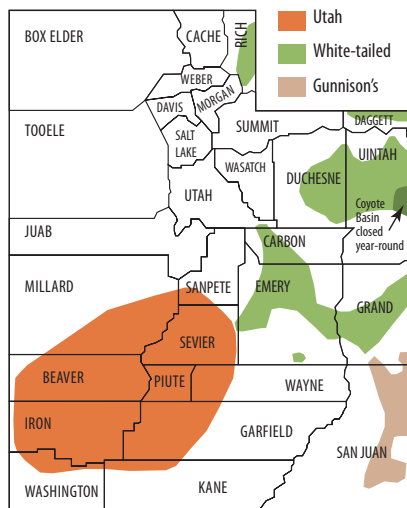 Utah
White-tailed
Gunnison's
BOX ELDER
CACHE
RICH
WEBER
DAVIS
MORGAN
DAGGETT
TOOELE
SALT
LAKE
SUMMIT
UINTAH
WASATCH
DUCHESNE
UTAH
Coyote
Basin
closed
year-round
JUAB
CARBON
MILLARD
SANPETE
EMERY
GRAND
SEVIER
BEAVER
PIUTE
WAYNE
IRON
GARFIELD
SAN JUAN
WASHINGTON
KANE